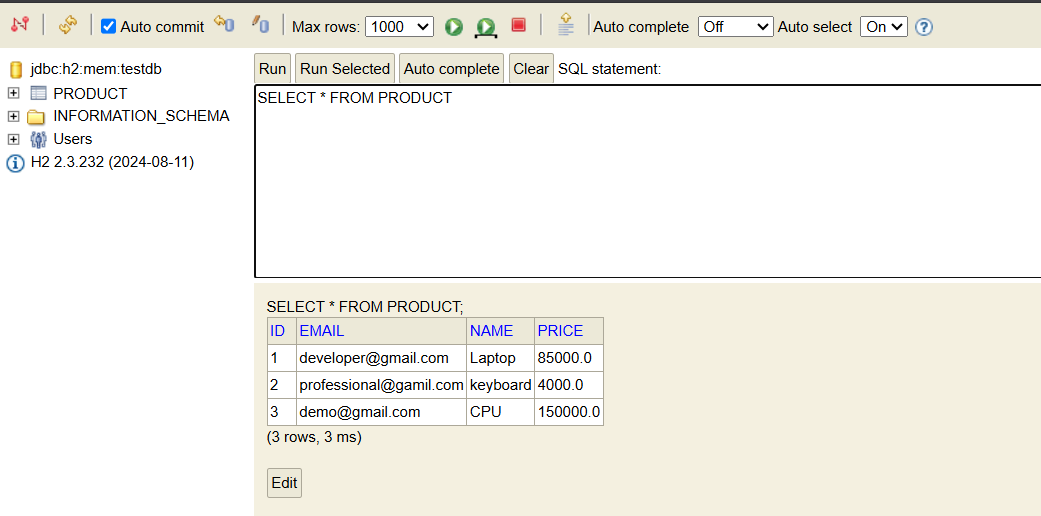 Auto commit Max rows: 1000 Auto complete Off Auto select On ?
jdbc:h2:mem:testdb
PRODUCT
INFORMATION_SCHEMA
Users
H2 2.3.232 (2024-08-11)
Run Run Selected Auto complete Clear SQL statement:
SELECT * FROM PRODUCT
SELECT * FROM PRODUCT;
ID EMAIL NAME PRICE
1 developer@gmail.com Laptop 85000.0
2 professional@gamil.com keyboard 4000.0
3 demo@gmail.com CPU 150000.0
(3 rows, 3 ms)
Edit